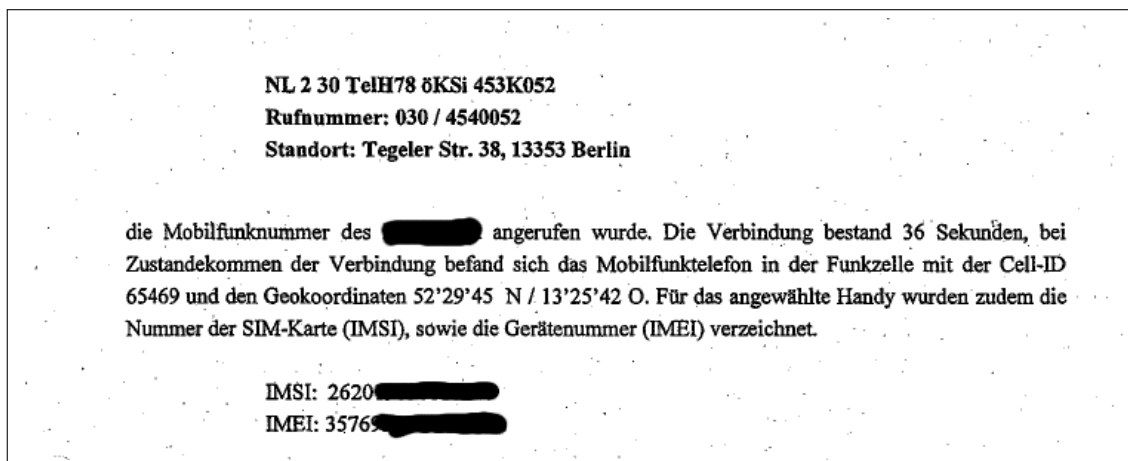 NL 2 30 TelH78 öKSi 453K052
Rufnummer: 030 / 4540052
Standort: Tegeler Str. 38, 13353 Berlin
die Mobilfunknummer des angerufen wurde. Die Verbindung bestand 36 Sekunden, bei
Zustandekommen der Verbindung befand sich das Mobilfunktelefon in der Funkzelle mit der Cell-ID
65469 und den Geokoordinaten 52'29'45 N / 13'25'42 O. Für das angewählte Handy wurden zudem die
Nummer der SIM-Karte (IMSI), sowie die Gerätenummer (IMEI) verzeichnet.
IMSI: 2620
IMEI: 35769